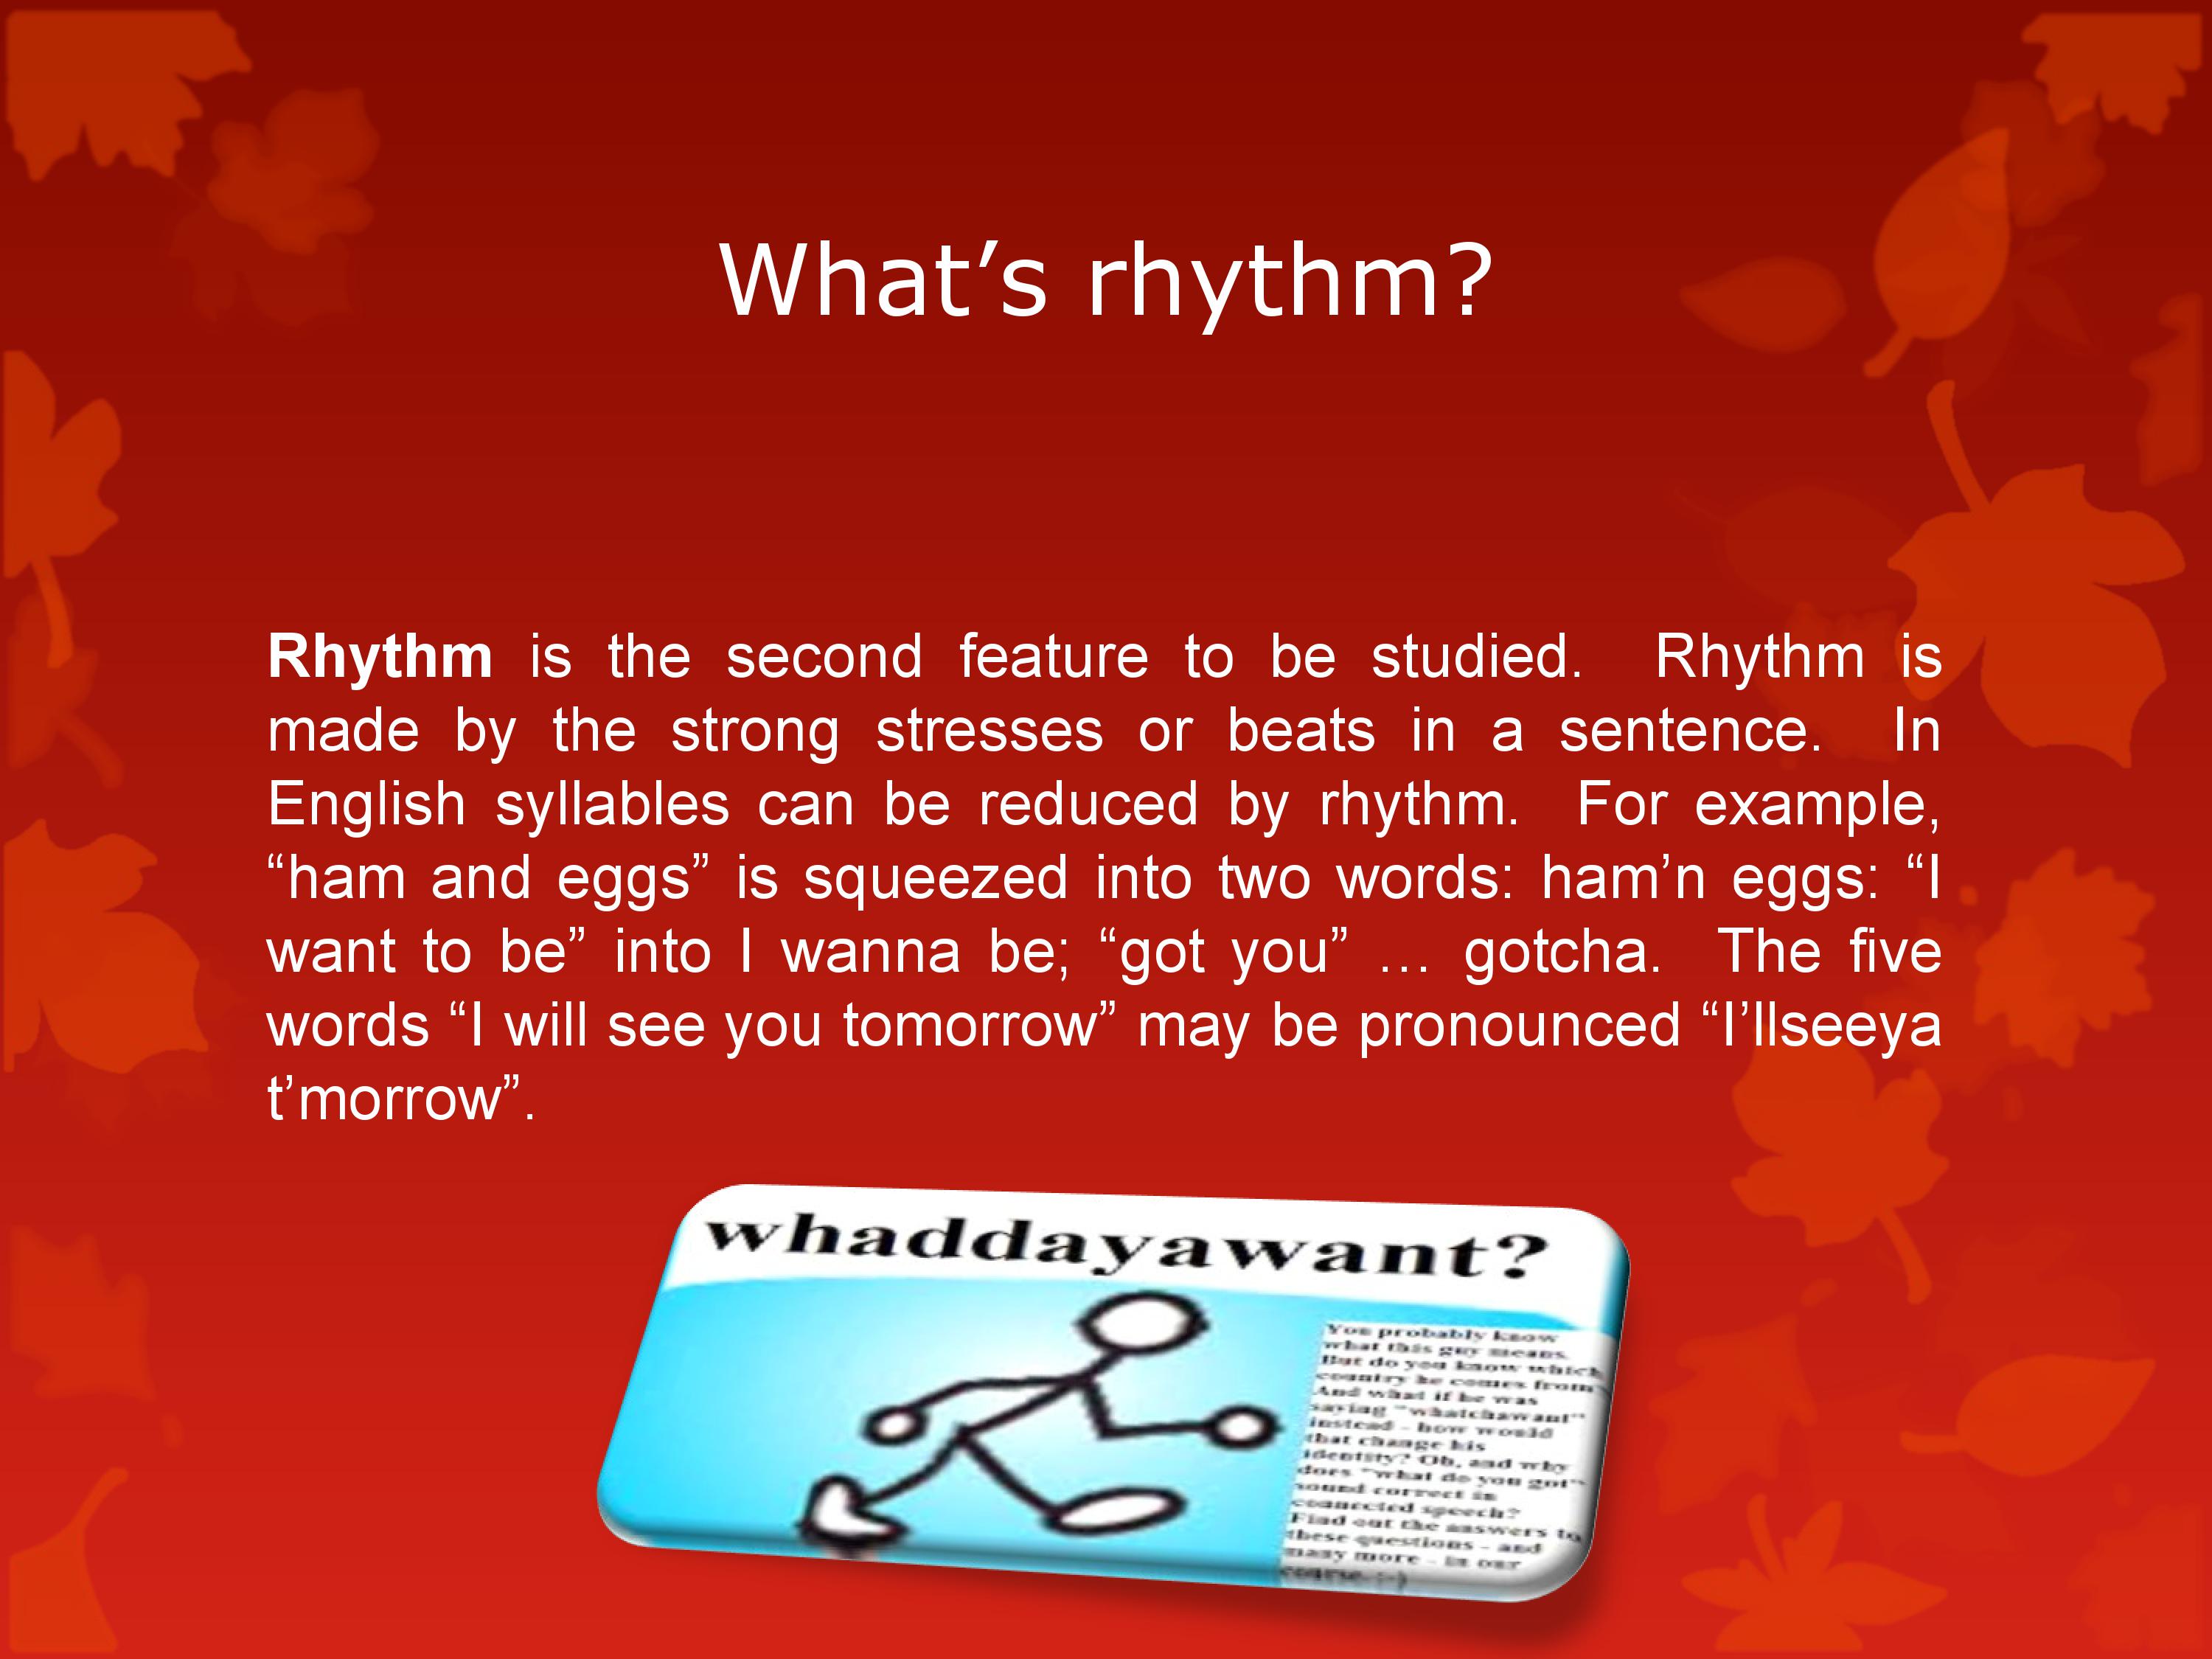 What’s rhythm?
Rhythm is the second feature to be studied.  Rhythm is
made by the strong stresses or beats in a sentence.  In
English syllables can be reduced by rhythm.  For example,
“ham and eggs” is squeezed into two words: ham’n eggs: “I
want to be” into I wanna be; “got you” … gotcha.  The five
words “I will see you tomorrow” may be pronounced “I’llseeya
t’morrow”.
whaddayawant?
You probably know
what this guy means.
But do you know which
country he comes from?
And what if he was
saying "whatchawant"
instead - how would
that change his
identity? Oh, and why
does "what do you got"
sound correct in
connected speech?
Find out the answers to
these questions - and
many more - in our
course. :-)